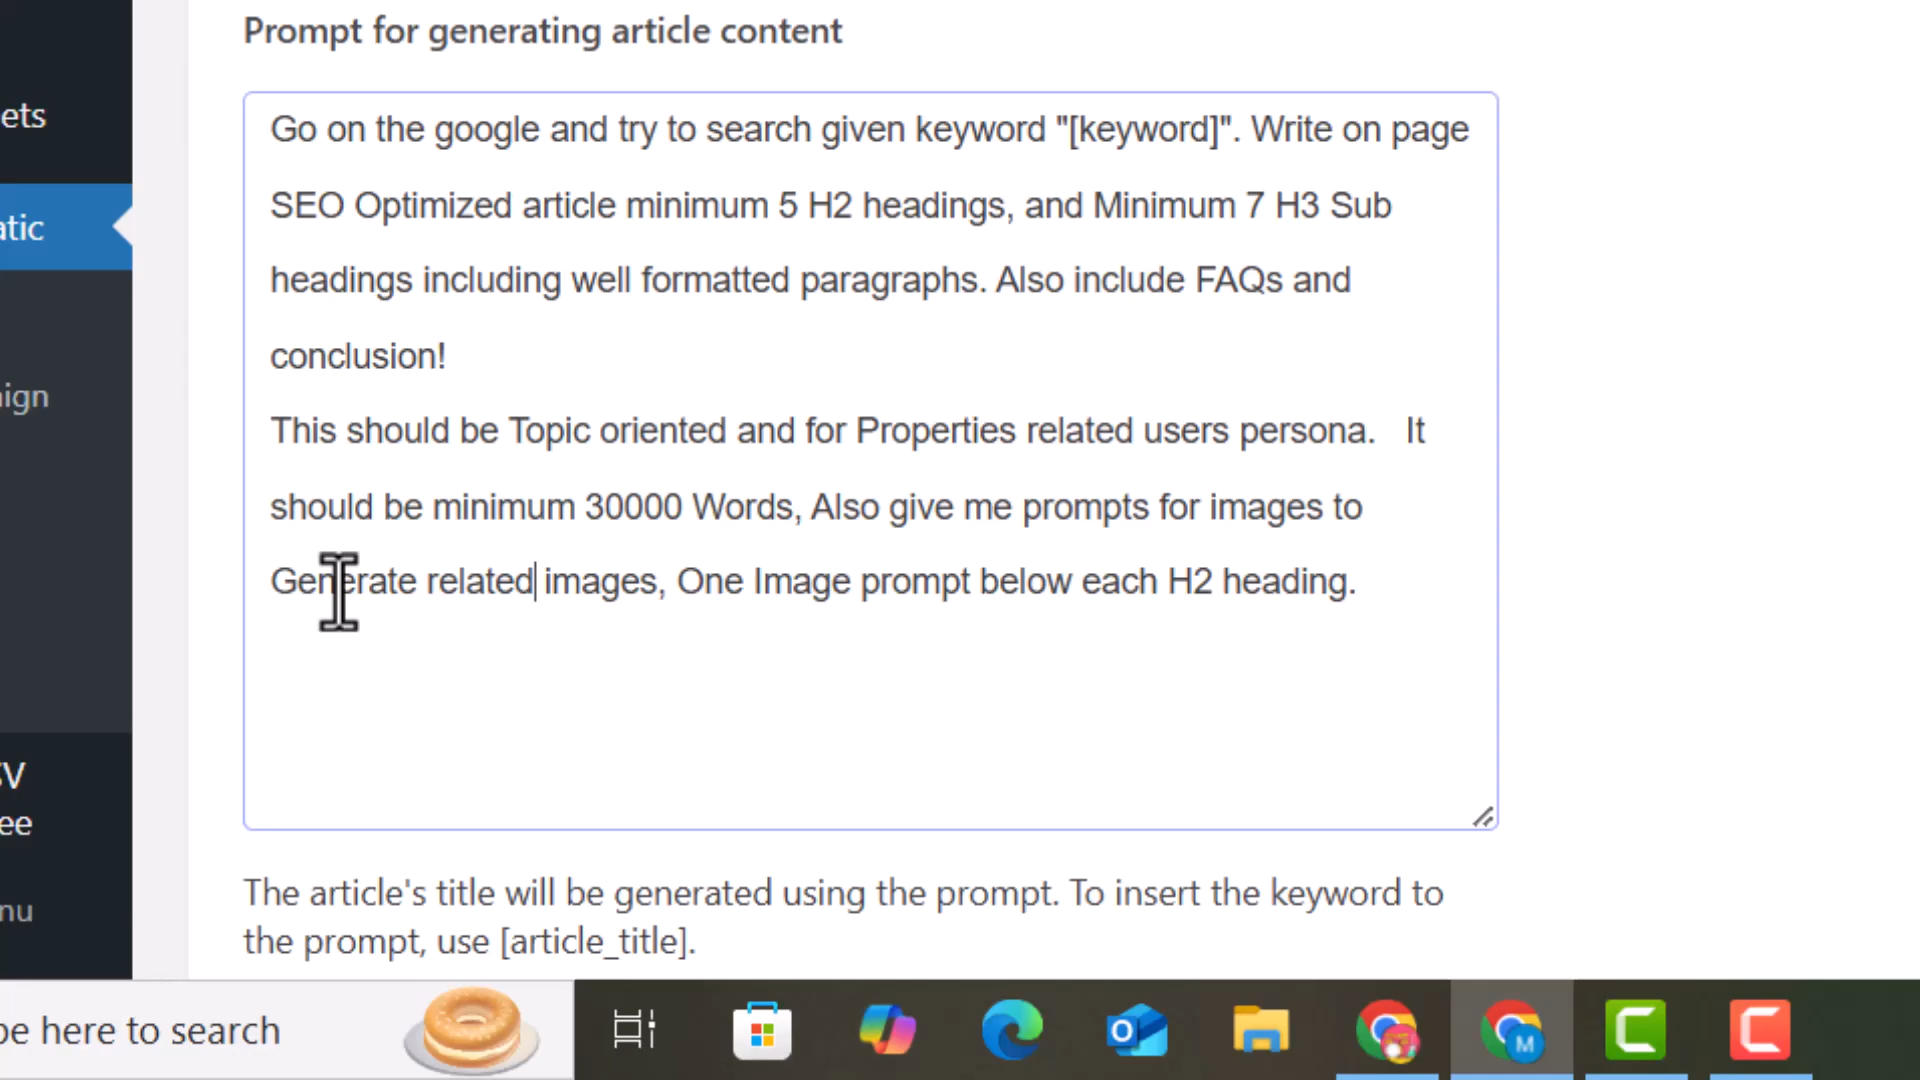 Prompt for generating article content
ets
Go on the google and try to search given keyword "[keyword]". Write on page
SEO Optimized article minimum 5 H2 headings, and Minimum 7 H3 Sub
atic
headings including well formatted paragraphs. Also include FAQs and
conclusion!
aign
This should be Topic oriented and for Properties related users persona.   It
should be minimum 30000 Words, Also give me prompts for images to
Generate related images, One Image prompt below each H2 heading.
SV
ee
The article's title will be generated using the prompt. To insert the keyword to
nu
the prompt, use [article_title].
pe here to search
M